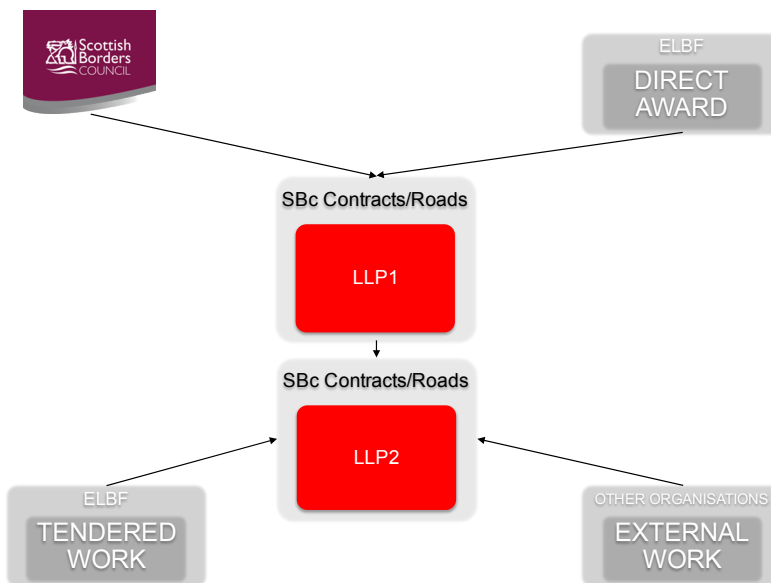 Scottish
Borders
COUNCIL
ELBF
DIRECT
AWARD
SBc Contracts/Roads
LLP1
SBc Contracts/Roads
LLP2
ELBF
TENDERED
WORK
OTHER ORGANISATIONS
EXTERNAL
WORK